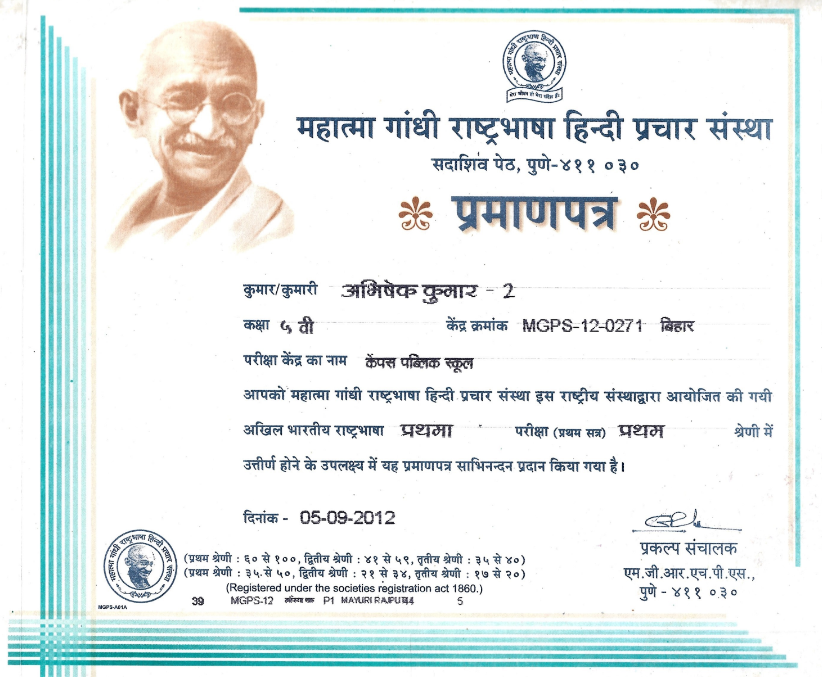 महात्मा गांधी राष्ट्रभाषा हिन्दी प्रचार संस्था
सदाशिव पेठ, पुणे-४११ ०३०
प्रमाणपत्र
कुमार/कुमारी अभिषेक कुमार - 2
कक्षा ५ वी केंद्र क्रमांक MGPS-12-0271 बिहार
परीक्षा केंद्र का नाम कॅंपस पब्लिक स्कूल
आपको महात्मा गांधी राष्ट्रभाषा हिन्दी प्रचार संस्था इस राष्ट्रीय संस्थाद्वारा आयोजित की गयी
अखिल भारतीय राष्ट्रभाषा प्रथमा परीक्षा (प्रथम सत्र) प्रथम श्रेणी में
उत्तीर्ण होने के उपलक्ष्य में यह प्रमाणपत्र साभिनन्दन प्रदान किया गया है।
दिनांक - 05-09-2012
प्रकल्प संचालक
एम.जी.आर.एच.पी.एस.,
पुणे - ४११ ०३०
(प्रथम श्रेणी : ६० से १००, द्वितीय श्रेणी : ४१ से ५९, तृतीय श्रेणी : ३५ से ४०)
(प्रथम श्रेणी : ३५ से ५०, द्वितीय श्रेणी : २१ से ३४, तृतीय श्रेणी : १७ से २०)
(Registered under the societies registration act 1860.)
MGPS-A01A
39 MGPS-12 P1 MAYURI RAJPUT 5